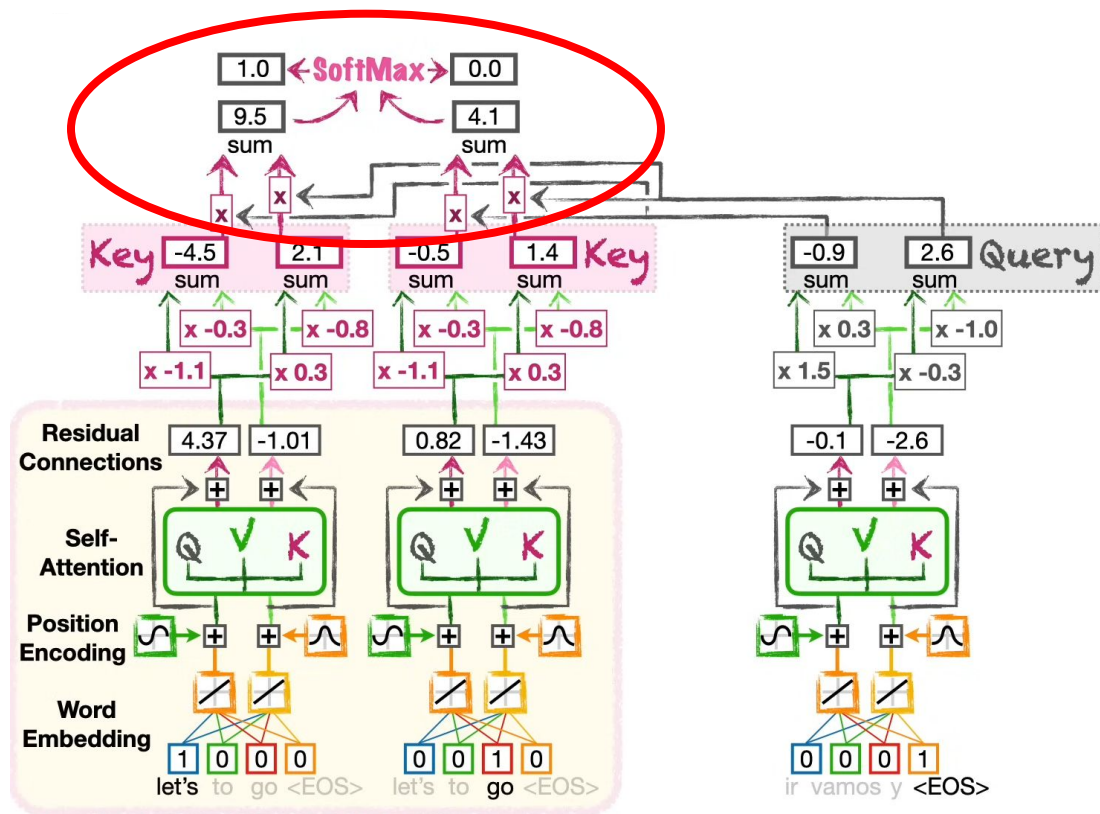 1.0 SoftMax 0.0
9.5 4.1
sum sum
x x x x
Key -4.5 2.1 -0.5 1.4 Key -0.9 2.6 Query
sum sum sum sum sum sum
x -0.3 x -0.8 x -0.3 x -0.8 x 0.3 x -1.0
x -1.1 x 0.3 x -1.1 x 0.3 x 1.5 x -0.3
Residual
Connections
4.37 -1.01 0.82 -1.43 -0.1 -2.6
+ + + + + +
Self-
Attention
Q V K Q V K Q V K
Position
Encoding
+ + + + + +
Word
Embedding
1 0 0 0 0 0 1 0 0 0 0 1
let's to go <EOS> let's to go <EOS> ir vamos y <EOS>